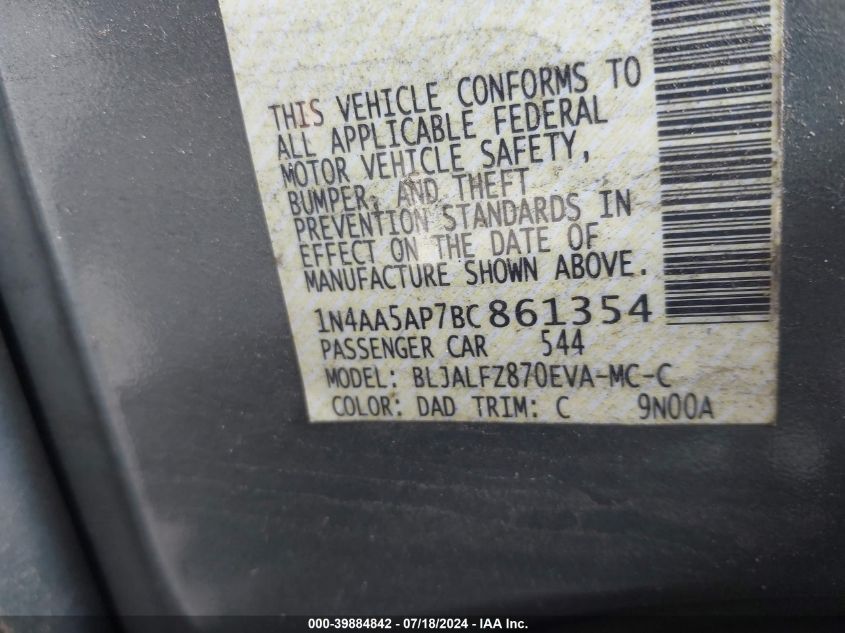 THIS VEHICLE CONFORMS TO
ALL APPLICABLE FEDERAL
MOTOR VEHICLE SAFETY,
BUMPER, AND THEFT
PREVENTION STANDARDS IN
EFFECT ON THE DATE OF
MANUFACTURE SHOWN ABOVE.
1N4AA5AP7BC861354
PASSENGER CAR 544
MODEL: BLJALFZ870EVA-MC-C
COLOR: DAD TRIM: C 9N00A
000-39884842 - 07/18/2024 - IAA Inc.